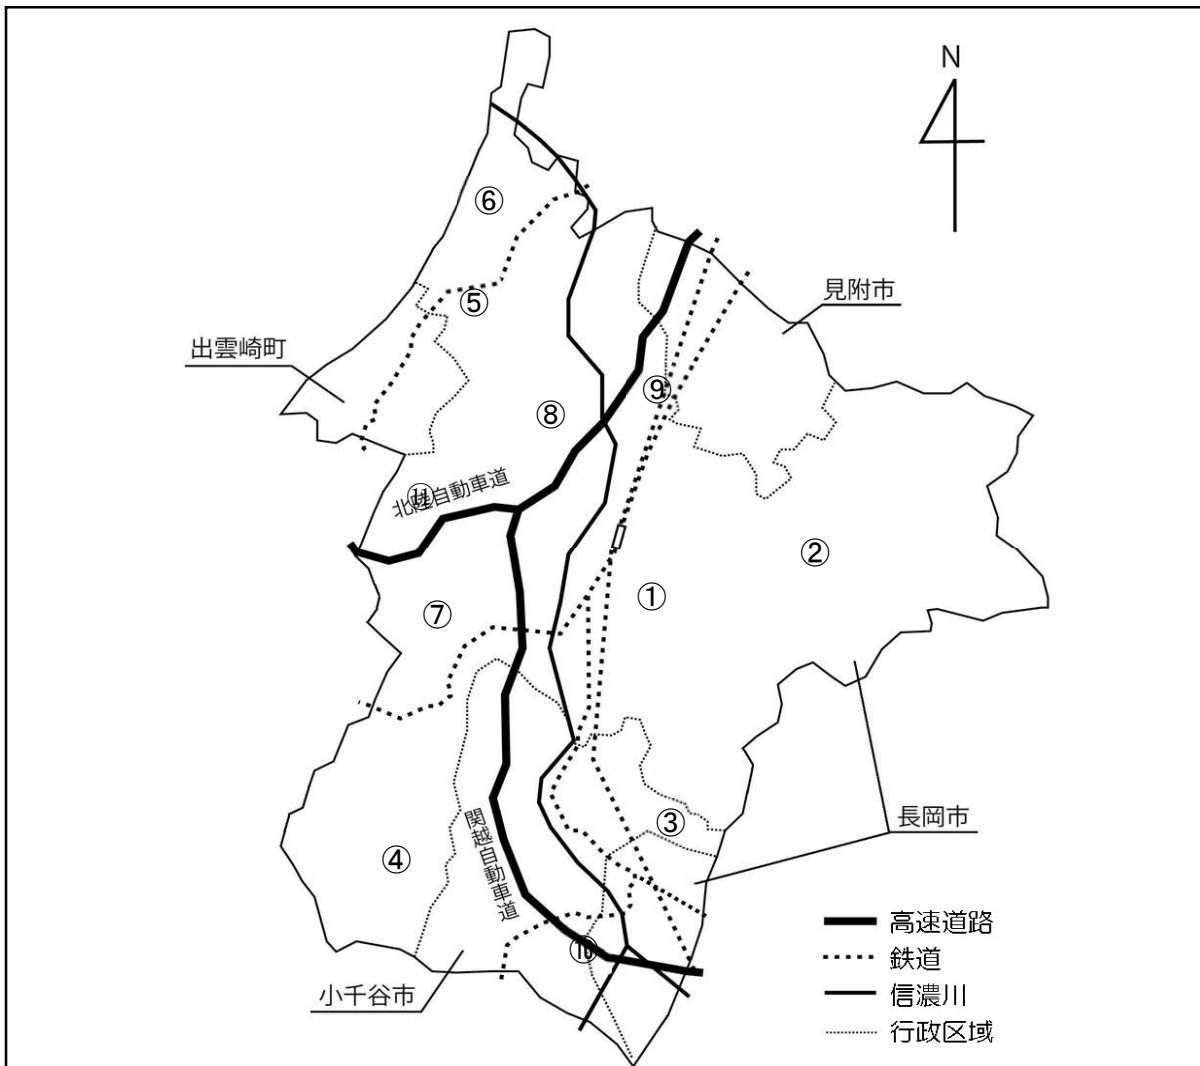 N
⑥
見附市
⑤
出雲崎町
⑨
⑧
⑪
北陸自動車道
②
①
⑦
長岡市
③
関越自動車道
④
⑩
小千谷市
高速道路
鉄道
信濃川
行政区域